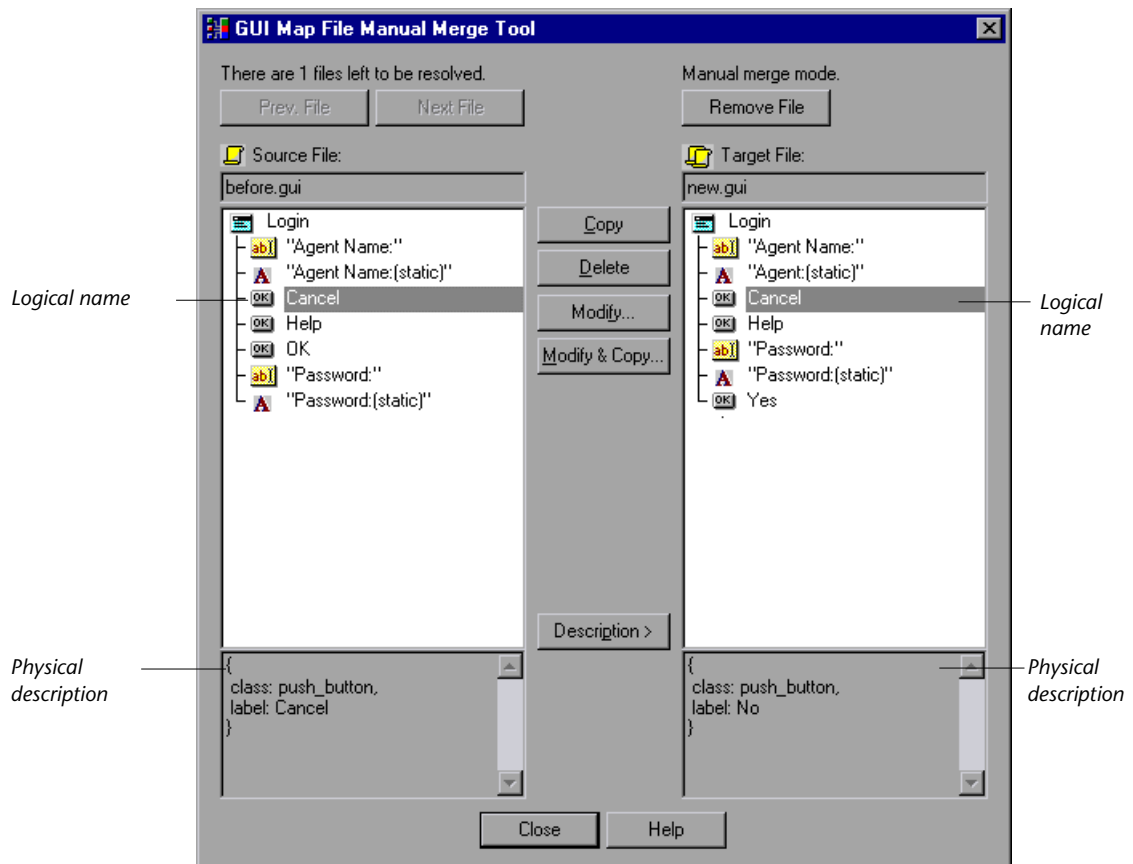 GUI Map File Manual Merge Tool
There are 1 files left to be resolved.
Manual merge mode.
Prev. File
Next File
Remove File
Source File:
Target File:
before.gui
new.gui
Login
"Agent Name:"
"Agent Name:(static)"
Cancel
Help
OK
"Password:"
"Password:(static)"
Copy
Delete
Modify...
Modify & Copy...
Description >
Login
"Agent Name:"
"Agent:(static)"
Cancel
Help
"Password:"
"Password:(static)"
Yes
Logical name
Logical
name
Physical
description
{
class: push_button,
label: Cancel
}
{
class: push_button,
label: No
}
Physical
description
Close
Help